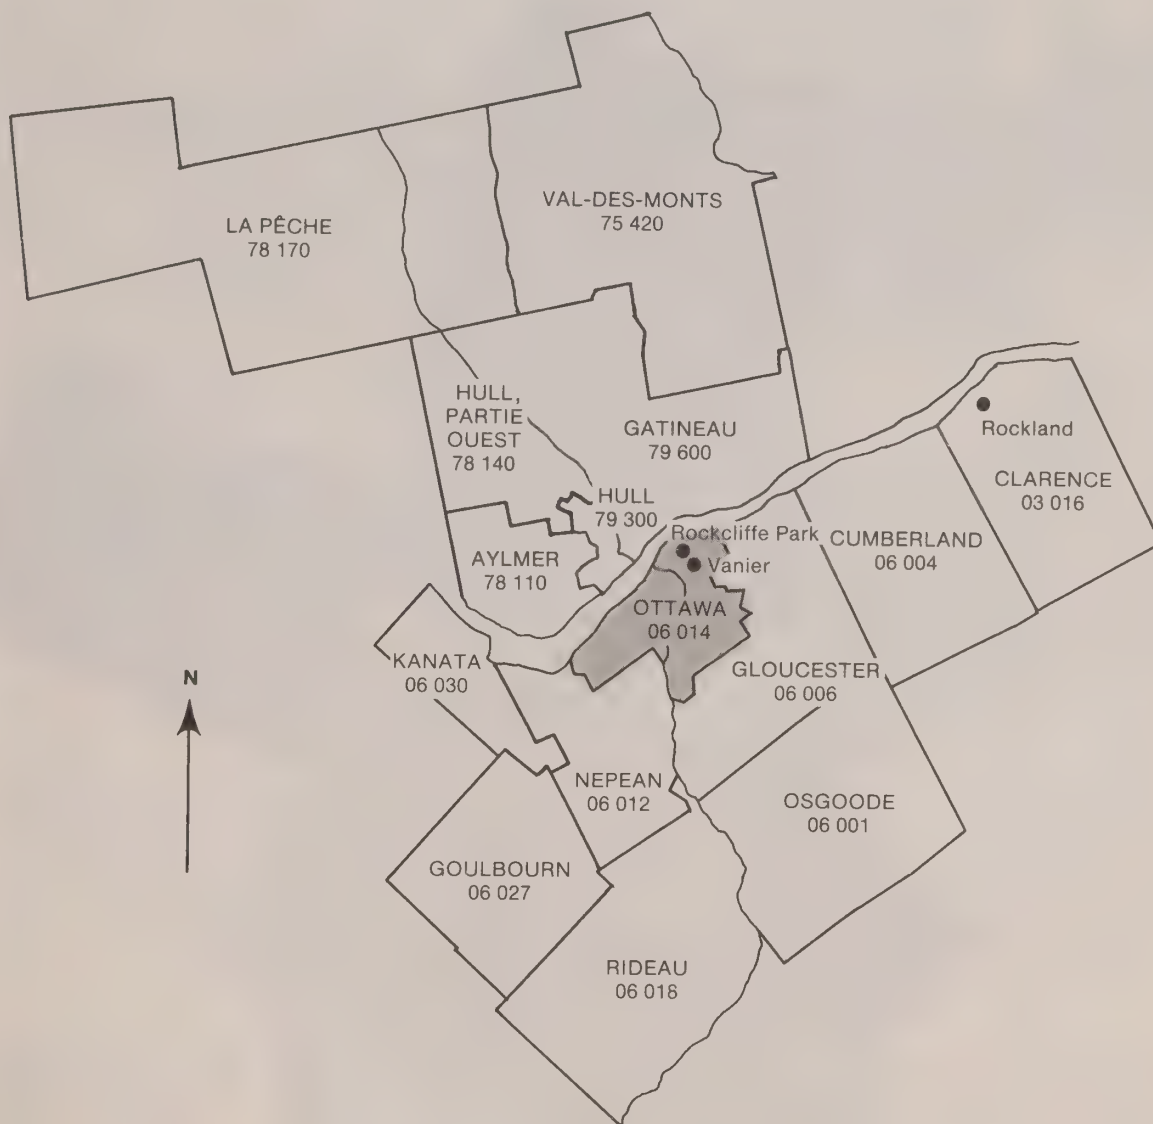 VAL-DES-MONTS
75 420
LA PÊCHE
78 170
HULL,
PARTIE
OUEST
78 140
GATINEAU
79 600
Rockland
CLARENCE
03 016
HULL
79 300
Rockcliffe Park
Vanier
CUMBERLAND
06 004
AYLMER
78 110
OTTAWA
06 014
KANATA
06 030
GLOUCESTER
06 006
N
NEPEAN
06 012
OSGOODE
06 001
GOULBOURN
06 027
RIDEAU
06 018